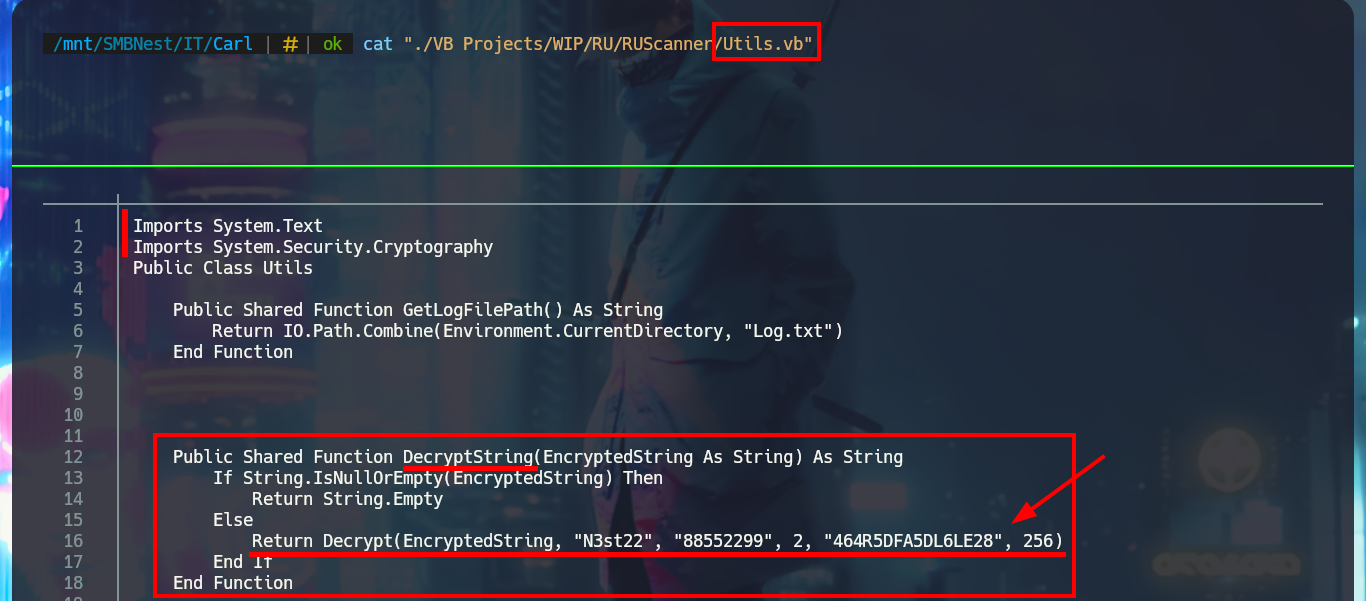 /mnt/SMBNest/IT/Carl | # | ok cat "./VB Projects/WIP/RU/RUScanner/Utils.vb"
1 Imports System.Text
2 Imports System.Security.Cryptography
3 Public Class Utils
4
5 Public Shared Function GetLogFilePath() As String
6 Return IO.Path.Combine(Environment.CurrentDirectory, "Log.txt")
7 End Function
8
9
10
11
12 Public Shared Function DecryptString(EncryptedString As String) As String
13 If String.IsNullOrEmpty(EncryptedString) Then
14 Return String.Empty
15 Else
16 Return Decrypt(EncryptedString, "N3st22", "88552299", 2, "464R5DFA5DL6LE28", 256)
17 End If
18 End Function